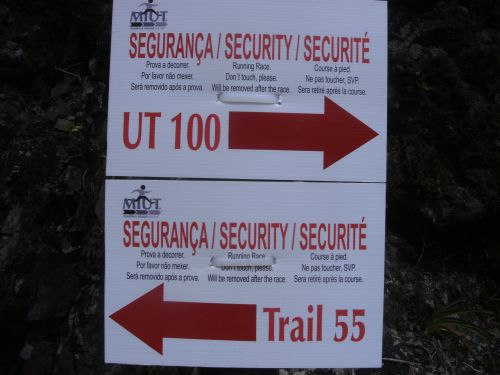 MIUT
SEGURANÇA / SECURITY / SECURITÉ
Prova a decorrer. Running Race. Course à pied.
Por favor não mexer. Don't touch, please. Ne pas toucher, SVP.
Será removido após a prova. Will be removed after the race. Sera retiré après la course.
UT 100
MIUT
SEGURANÇA / SECURITY / SECURITÉ
Prova a decorrer. Running Race. Course à pied.
Por favor não mexer. Don't touch, please. Ne pas toucher, SVP.
Será removido após a prova. Will be removed after the race. Sera retiré après la course.
Trail 55